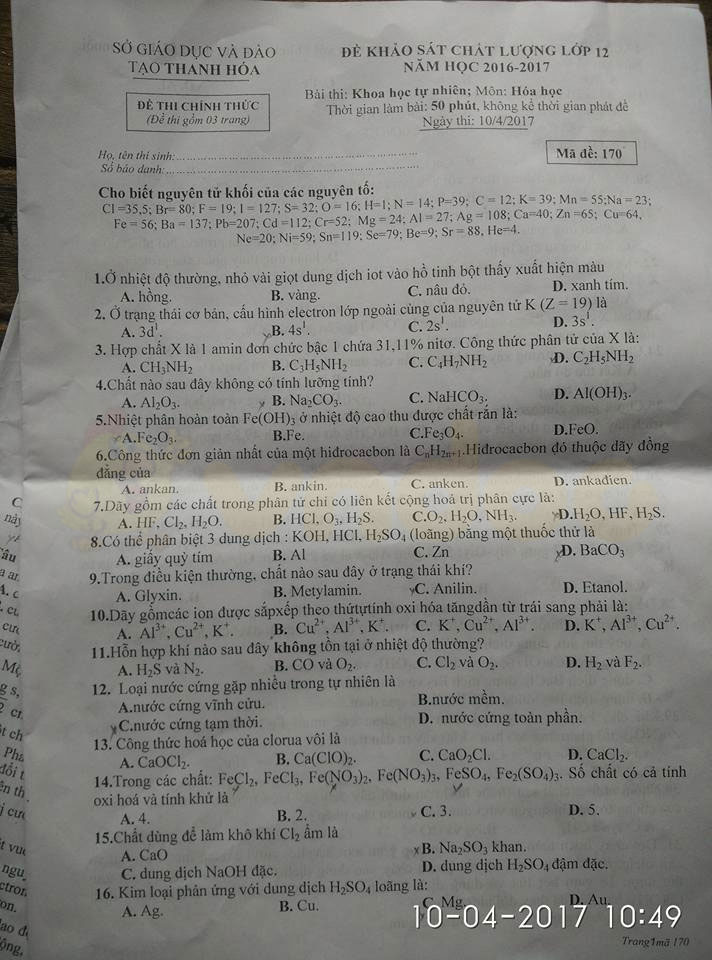 SỞ GIÁO DỤC VÀ ĐÀO
TẠO THANH HÓA
ĐỀ THI CHÍNH THỨC
(Đề thi gồm 03 trang)
ĐỀ KHẢO SÁT CHẤT LƯỢNG LỚP 12
NĂM HỌC 2016-2017
Bài thi: Khoa học tự nhiên; Môn: Hóa học
Thời gian làm bài: 50 phút, không kể thời gian phát đề
Ngày thi: 10/4/2017
Họ, tên thí sinh:
Số báo danh:
Mã đề: 170
Cho biết nguyên tử khối của các nguyên tố:
Cl =35,5; Br= 80; F = 19; I = 127; S= 32; O = 16; H=1; N = 14; P=39; C = 12; K= 39; Mn = 55;Na = 23;
Fe = 56; Ba = 137; Pb=207; Cd =112; Cr=52; Mg = 24; Al = 27; Ag = 108; Ca=40; Zn =65; Cu=64,
Ne=20; Ni=59; Sn=119; Se=79; Be=9; Sr = 88, He=4.
1.Ở nhiệt độ thường, nhỏ vài giọt dung dịch iot vào hồ tinh bột thấy xuất hiện màu
A. hồng. B. vàng. C. nâu đỏ. D. xanh tím.
2. Ở trạng thái cơ bản, cấu hình electron lớp ngoài cùng của nguyên tử K (Z = 19) là
A. 3d¹. B. 4s¹. C. 2s¹. D. 3s¹.
3. Hợp chất X là 1 amin đơn chức bậc 1 chứa 31,11% nitơ. Công thức phân tử của X là:
A. CH₃NH₂ B. C₃H₅NH₂ C. C₄H₇NH₂ D. C₂H₅NH₂
4.Chất nào sau đây không có tính lưỡng tính?
A. Al₂O₃. B. Na₂CO₃. C. NaHCO₃. D. Al(OH)₃.
5.Nhiệt phân hoàn toàn Fe(OH)₃ ở nhiệt độ cao thu được chất rắn là:
A.Fe₂O₃. B.Fe. C.Fe₃O₄. D.FeO.
6.Công thức đơn giản nhất của một hiđrocacbon là CₙH₂ₙ₊₁.Hiđrocacbon đó thuộc dãy đồng
đẳng của
A. ankan. B. ankin. C. anken. D. ankađien.
7.Dãy gồm các chất trong phân tử chỉ có liên kết cộng hoá trị phân cực là:
A. HF, Cl₂, H₂O. B. HCl, O₃, H₂S. C.O₂, H₂O, NH₃. D.H₂O, HF, H₂S.
8.Có thể phân biệt 3 dung dịch : KOH, HCl, H₂SO₄ (loãng) bằng một thuốc thử là
A. giấy quỳ tím B. Al C. Zn D. BaCO₃
9.Trong điều kiện thường, chất nào sau đây ở trạng thái khí?
A. Glyxin. B. Metylamin. C. Anilin. D. Etanol.
10.Dãy gồmcác ion được sắpxếp theo thứtựtính oxi hóa tăngdần từ trái sang phải là:
A. Al³⁺, Cu²⁺, K⁺. B. Cu²⁺, Al³⁺, K⁺. C. K⁺, Cu²⁺, Al³⁺. D. K⁺, Al³⁺, Cu²⁺.
11.Hỗn hợp khí nào sau đây không tồn tại ở nhiệt độ thường?
A. H₂S và N₂. B. CO và O₂. C. Cl₂ và O₂. D. H₂ và F₂.
12. Loại nước cứng gặp nhiều trong tự nhiên là
A.nước cứng vĩnh cửu. B.nước mềm.
C.nước cứng tạm thời. D. nước cứng toàn phần.
13. Công thức hoá học của clorua vôi là
A. CaOCl₂. B. Ca(ClO)₂. C. CaO₂Cl. D. CaCl₂.
14.Trong các chất: FeCl₂, FeCl₃, Fe(NO₃)₂, Fe(NO₃)₃, FeSO₄, Fe₂(SO₄)₃. Số chất có cả tính
oxi hoá và tính khử là
A. 4. B. 2. C. 3. D. 5.
15.Chất dùng để làm khô khí Cl₂ ẩm là
A. CaO B. Na₂SO₃ khan.
C. dung dịch NaOH đặc. D. dung dịch H₂SO₄ đậm đặc.
16. Kim loại phản ứng với dung dịch H₂SO₄ loãng là:
A. Ag. B. Cu. C. Mg. D. Au.
10-04-2017 10:49
Trang1mã 170